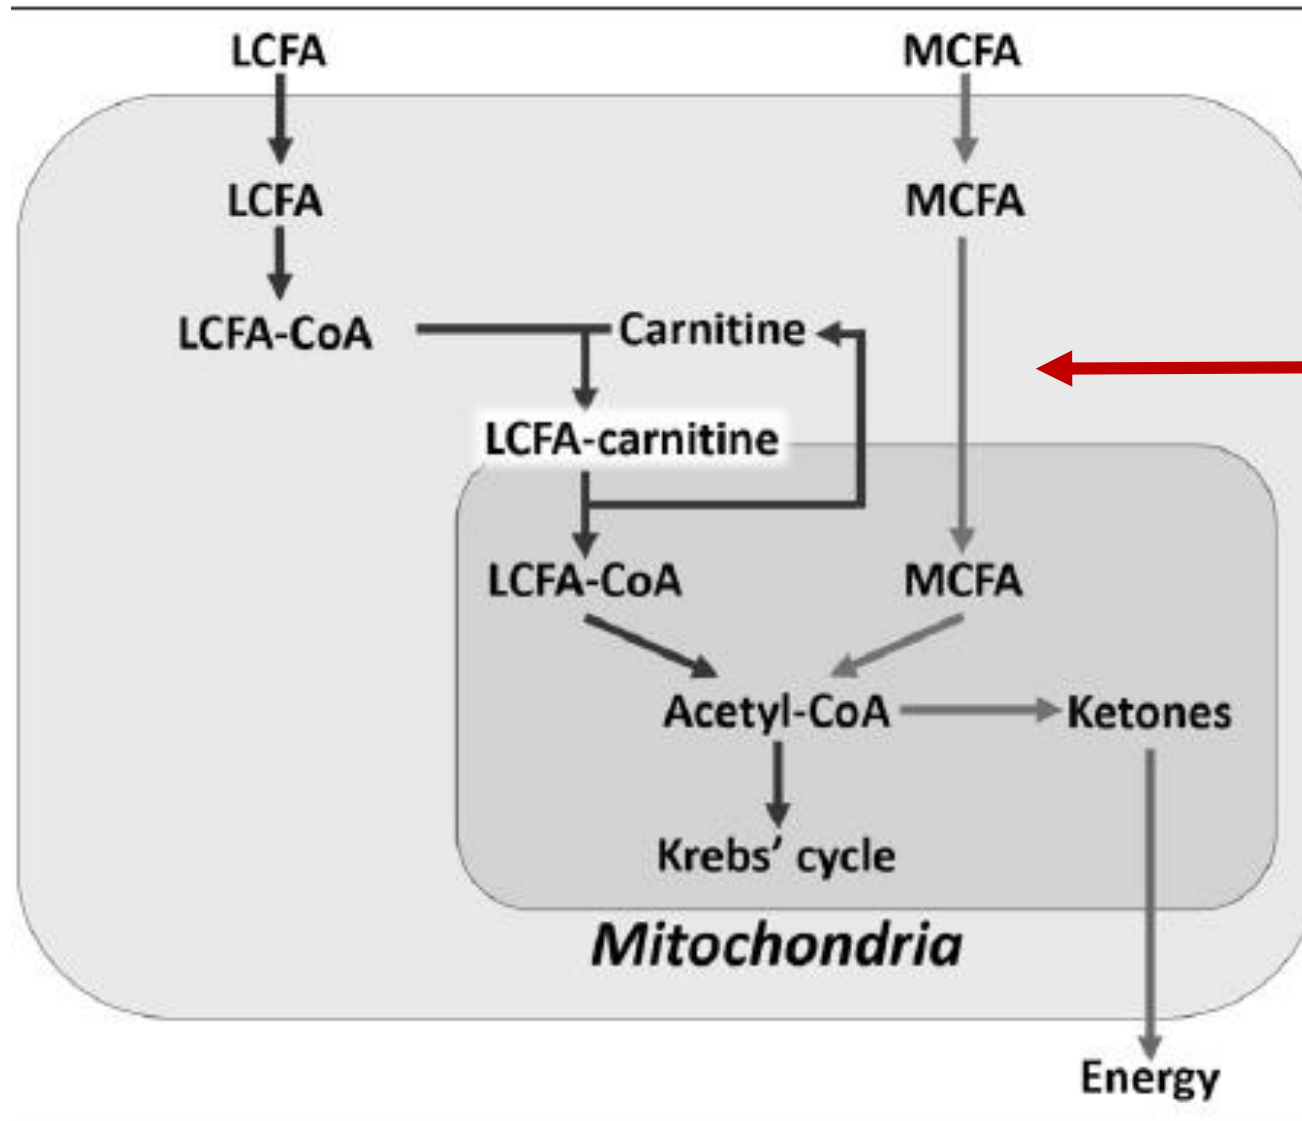 LCFA
MCFA
LCFA
MCFA
LCFA-CoA
Carnitine
LCFA-carnitine
LCFA-CoA
MCFA
Acetyl-CoA
Ketones
Krebs’ cycle
Mitochondria
Energy